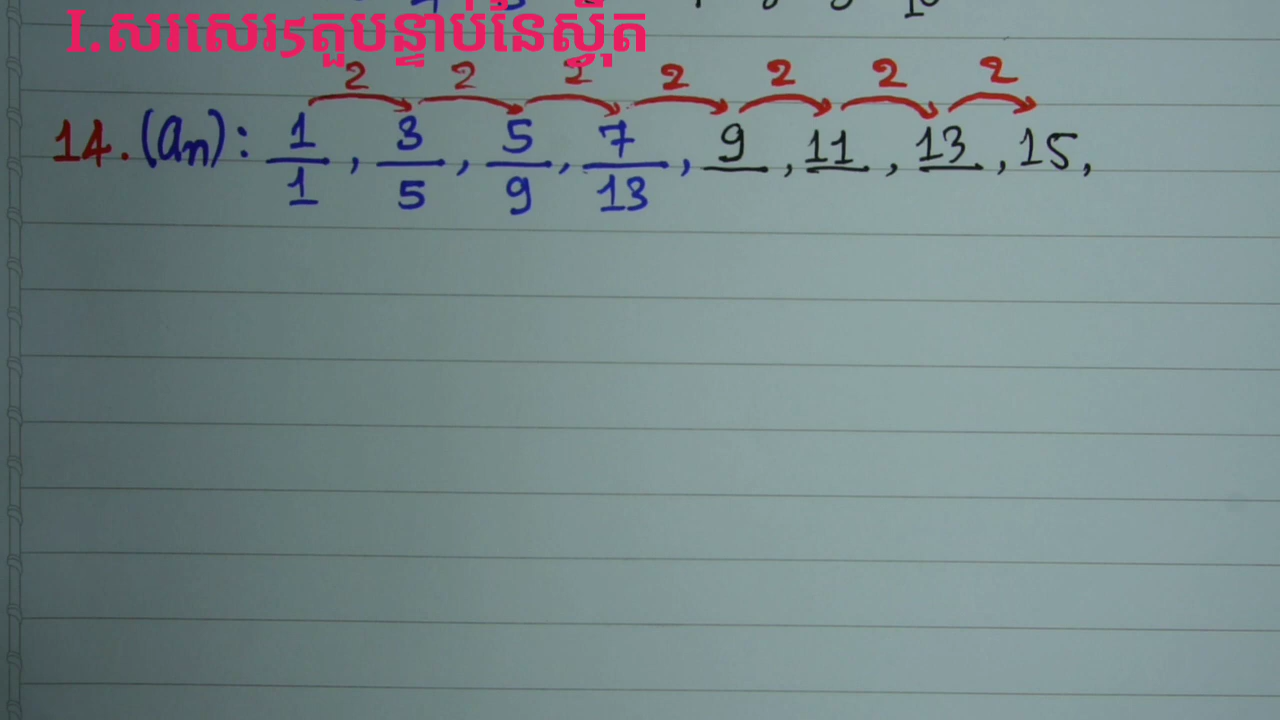 I.សរសេរ5តួបន្ទាប់នៃស្វ៊ីត
2 2 2 2 2 2 2
14. (an): 1/1, 3/5, 5/9, 7/13, 9, 11, 13, 15,